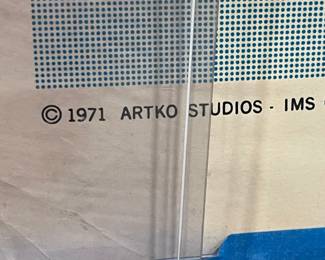 © 1971 ARTKO STUDIOS - IMS